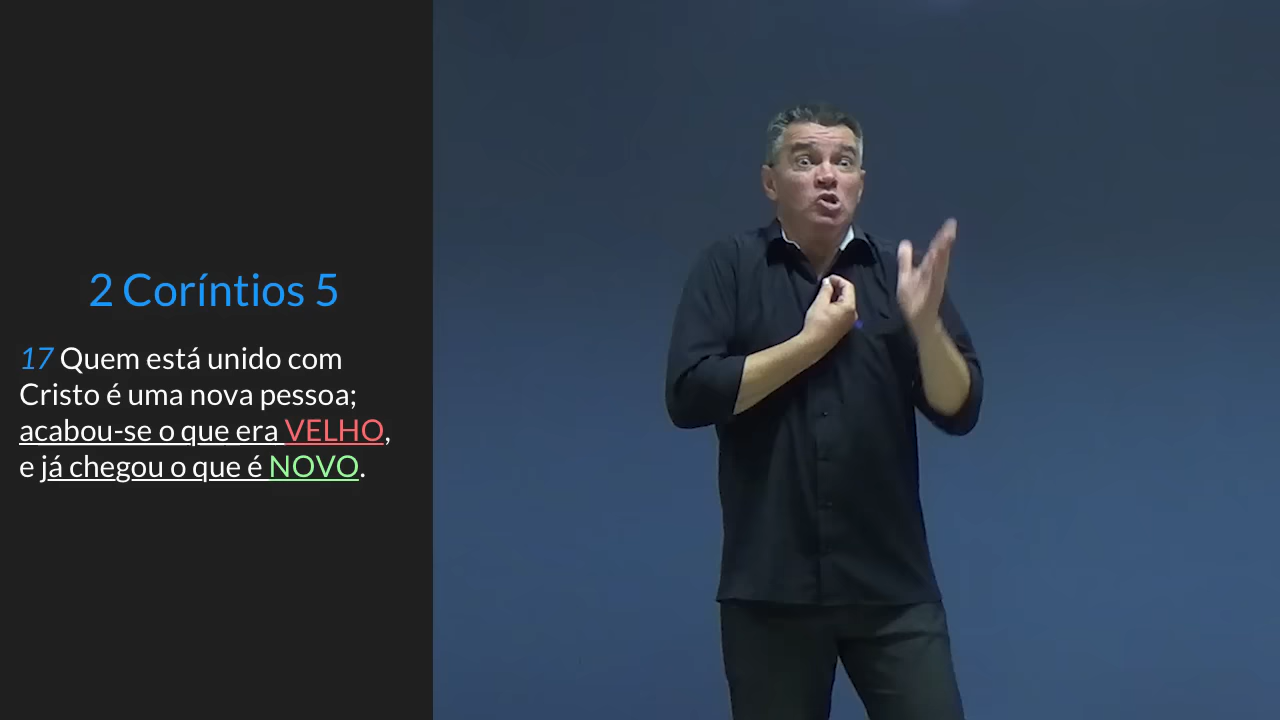 2 Coríntios 5
17 Quem está unido com
Cristo é uma nova pessoa;
acabou-se o que era VELHO,
e já chegou o que é NOVO.